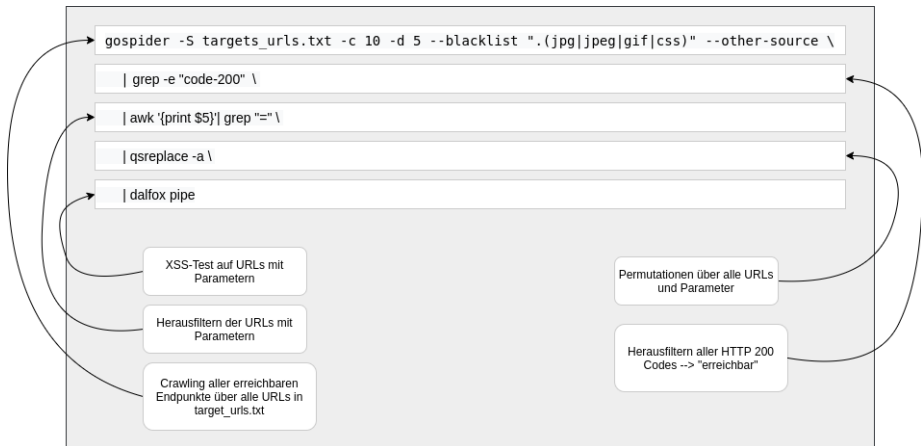 gospider -S targets_urls.txt -c 10 -d 5 --blacklist ".(jpg|jpeg|gif|css)" --other-source \
| grep -e "code-200" \
| awk '{print $5}'| grep "=" \
| qsreplace -a \
| dalfox pipe
XSS-Test auf URLs mit
Parametern
Herausfiltern der URLs mit
Parametern
Crawling aller erreichbaren
Endpunkte über alle URLs in
target_urls.txt
Permutationen über alle URLs
und Parameter
Herausfiltern aller HTTP 200
Codes --> "erreichbar"